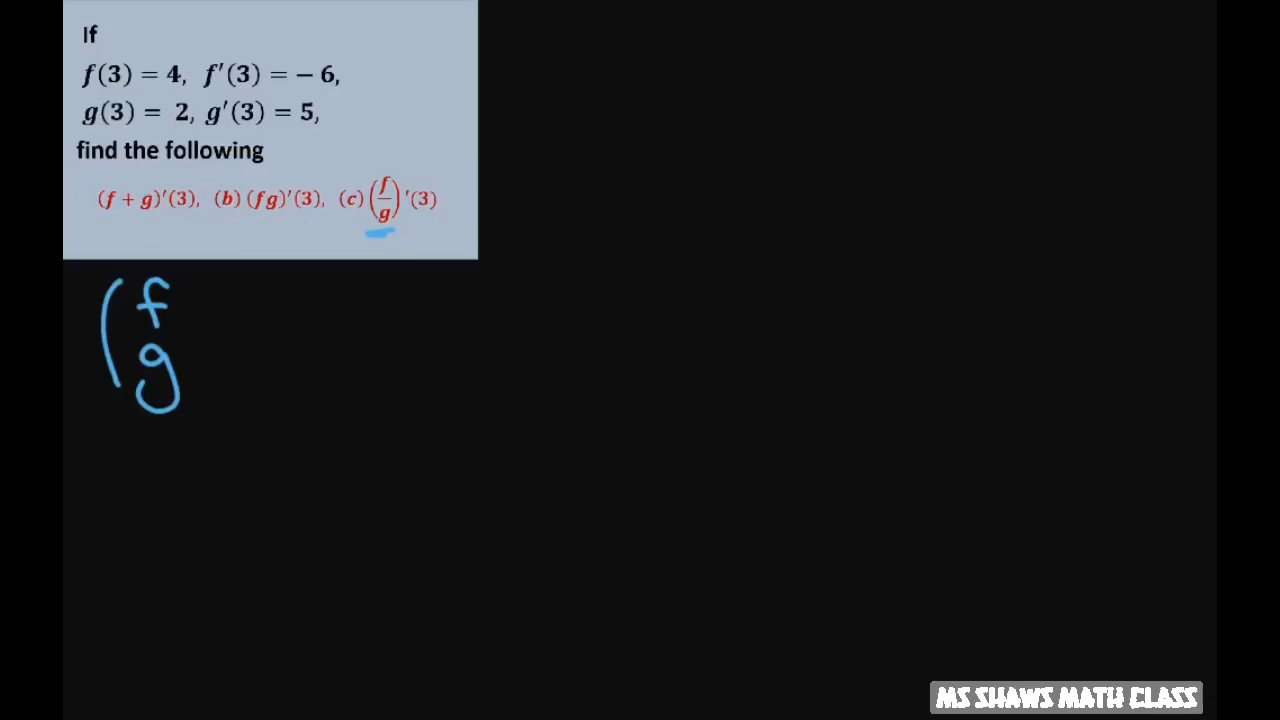 If
f(3) = 4, f′(3) = − 6,
g(3) = 2, g′(3) = 5,
find the following
(f + g)′(3), (b) (fg)′(3), (c) (f/g)′(3)
(f
g
MS SHAWS MATH CLASS